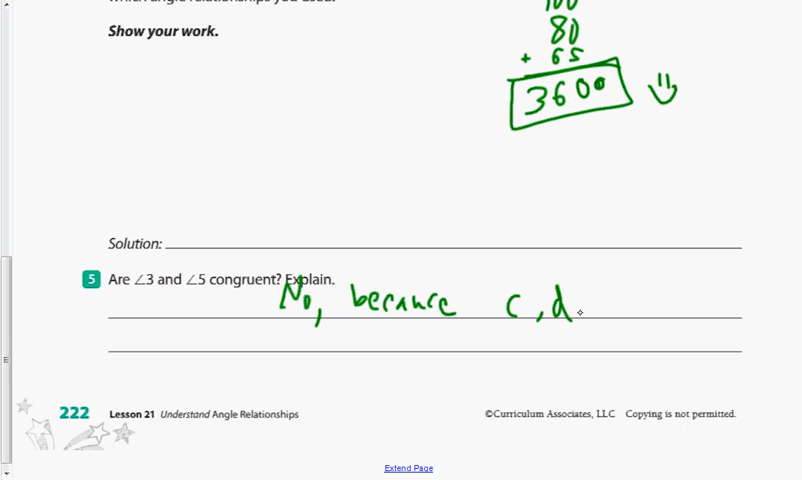 Show your work.
80
+ 65
360°
Solution:
5 Are ∠3 and ∠5 congruent? Explain.
No, because c, d
222 Lesson 21 Understand Angle Relationships ©Curriculum Associates, LLC Copying is not permitted.
Extend Page